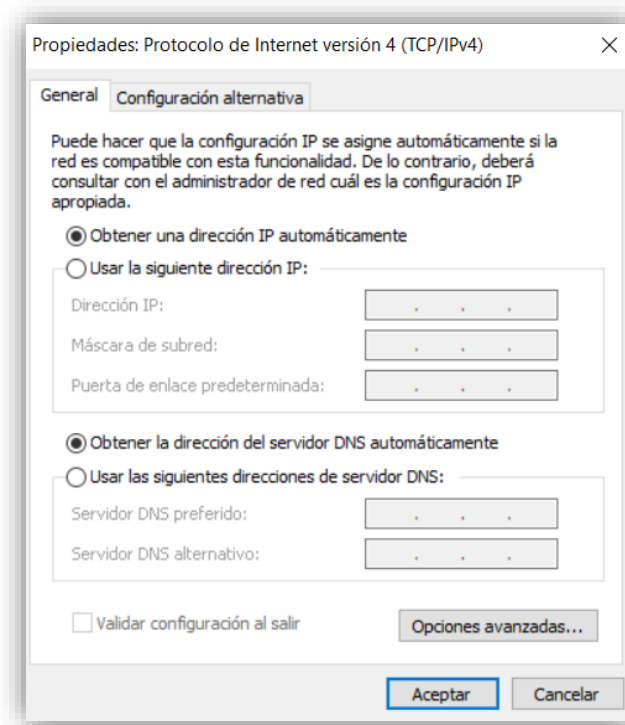 Propiedades: Protocolo de Internet versión 4 (TCP/IPv4)
General
Configuración alternativa
Puede hacer que la configuración IP se asigne automáticamente si la
red es compatible con esta funcionalidad. De lo contrario, deberá
consultar con el administrador de red cuál es la configuración IP
apropiada.
Obtener una dirección IP automáticamente
Usar la siguiente dirección IP:
Dirección IP:
Máscara de subred:
Puerta de enlace predeterminada:
Obtener la dirección del servidor DNS automáticamente
Usar las siguientes direcciones de servidor DNS:
Servidor DNS preferido:
Servidor DNS alternativo:
Validar configuración al salir
Opciones avanzadas...
Aceptar
Cancelar